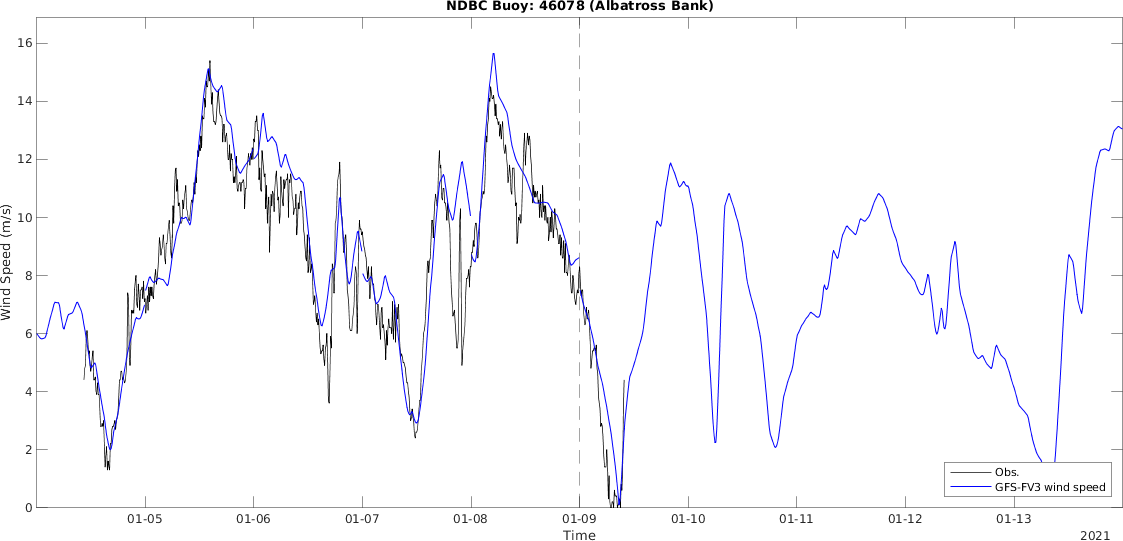 NDBC Buoy: 46078 (Albatross Bank)
16
14
12
10
8
6
4
2
0
Wind Speed (m/s)
Obs.
GFS-FV3 wind speed
01-05 01-06 01-07 01-08 01-09 01-10 01-11 01-12 01-13
Time
2021